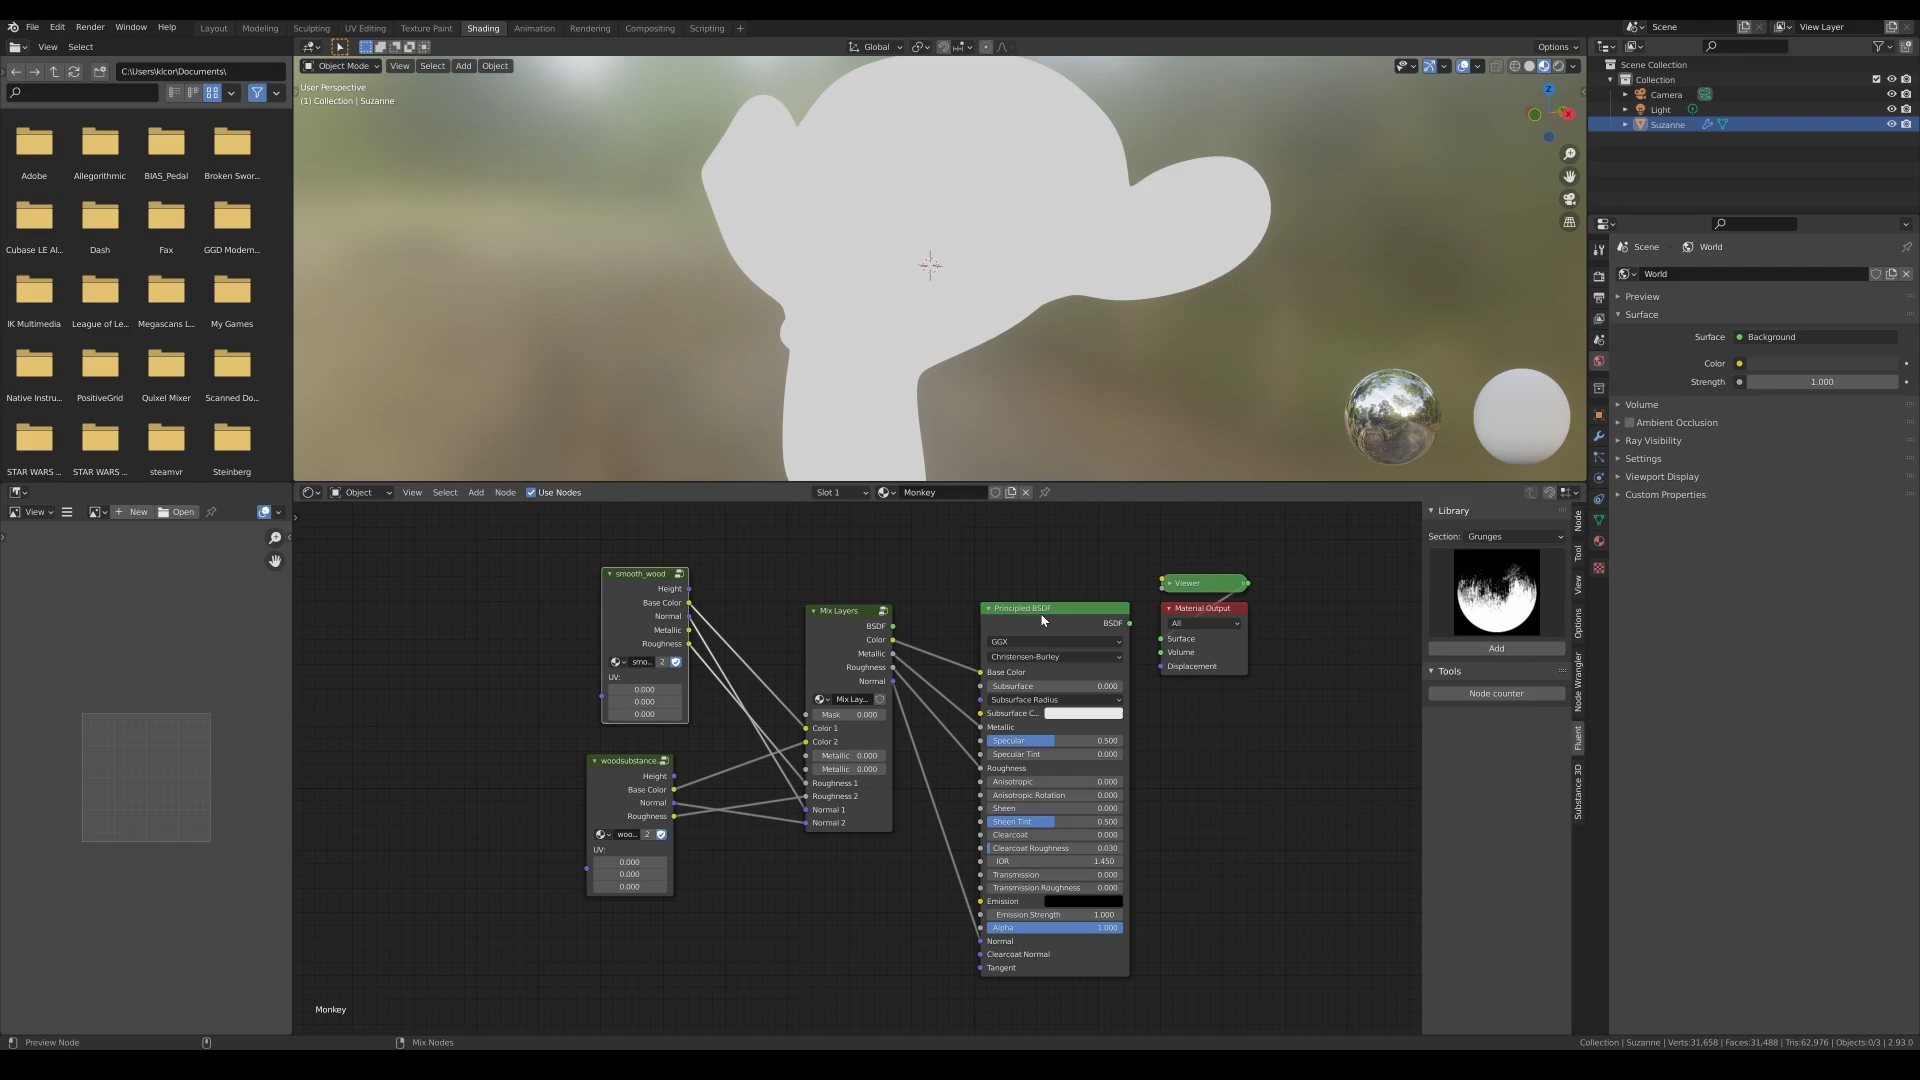 File Edit Render Window Help Layout Modeling Sculpting UV Editing Texture Paint Shading Animation Rendering Compositing Scripting + Scene View Layer
View Select Global Options
C:\Users\klcor\Documents\ Object Mode View Select Add Object
User Perspective
(1) Collection | Suzanne
Scene Collection
Collection
Camera
Light
Suzanne
Z
X
Adobe Allegorithmic BIAS_Pedal Broken Swor...
Cubase LE Al... Dash Fax GGD Modern...
IK Multimedia League of Le... Megascans L... My Games
Native Instru... PositiveGrid Quixel Mixer Scanned Do...
STAR WARS ... STAR WARS ... steamvr Steinberg
Scene World
World
Preview
Surface
Surface Background
Color
Strength 1.000
Volume
Ambient Occlusion
Ray Visibility
Settings
Viewport Display
Custom Properties
View New Open
Object View Select Add Node Use Nodes Slot 1 Monkey
smooth_wood
Height
Base Color
Normal
Metallic
Roughness
smo... 2
UV:
0.000
0.000
0.000
woodsubstance.
Height
Base Color
Normal
Roughness
woo... 2
UV:
0.000
0.000
0.000
Mix Layers
BSDF
Color
Metallic
Roughness
Normal
Mix Lay...
Mask 0.000
Color 1
Color 2
Metallic 0.000
Metallic 0.000
Roughness 1
Roughness 2
Normal 1
Normal 2
Principled BSDF
BSDF
GGX
Christensen-Burley
Base Color
Subsurface 0.000
Subsurface Radius
Subsurface C...
Metallic
Specular 0.500
Specular Tint 0.000
Roughness
Anisotropic 0.000
Anisotropic Rotation 0.000
Sheen 0.000
Sheen Tint 0.500
Clearcoat 0.000
Clearcoat Roughness 0.030
IOR 1.450
Transmission 0.000
Transmission Roughness 0.000
Emission
Emission Strength 1.000
Alpha 1.000
Normal
Clearcoat Normal
Tangent
Viewer
Material Output
All
Surface
Volume
Displacement
Library
Section: Grunges
Add
Tools
Node counter
Node
Tool
View
Options
Node Wrangler
Fluent
Substance 3D
Monkey
Preview Node Mix Nodes Collection | Suzanne | Verts:31,658 | Faces:31,488 | Tris:62,976 | Objects:0/3 | 2.93.0